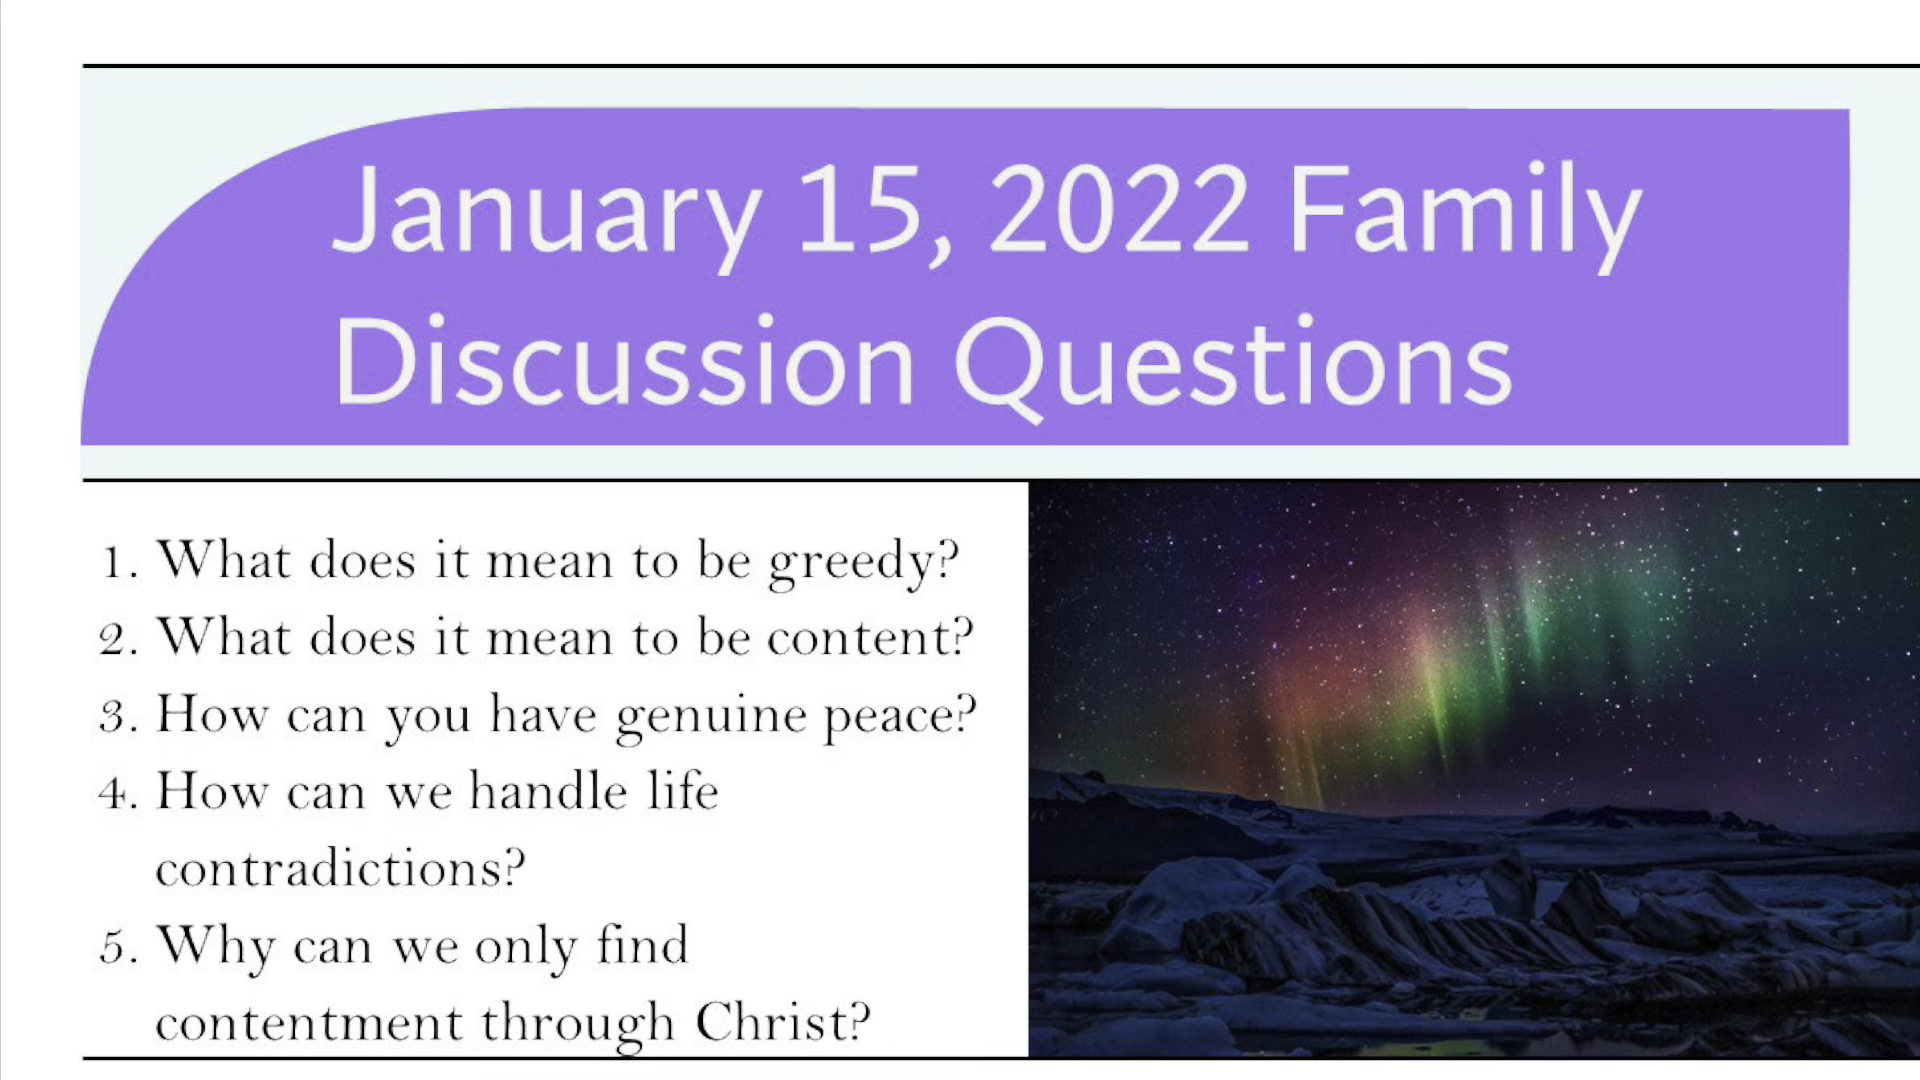 January 15, 2022 Family
Discussion Questions
1. What does it mean to be greedy?
2. What does it mean to be content?
3. How can you have genuine peace?
4. How can we handle life
contradictions?
5. Why can we only find
contentment through Christ?